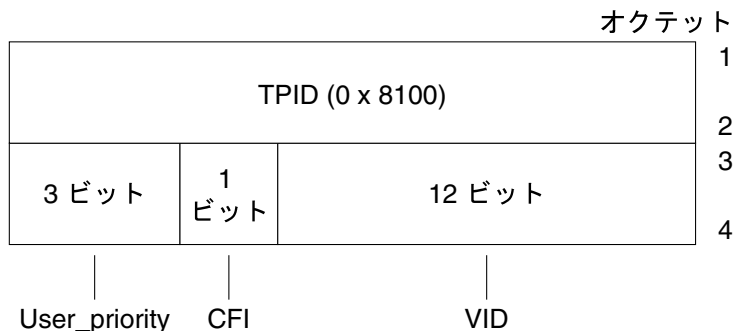 オクテット
1
TPID (0 x 8100)
2
3
3 ビット
1
ビット
12 ビット
4
User_priority
CFI
VID